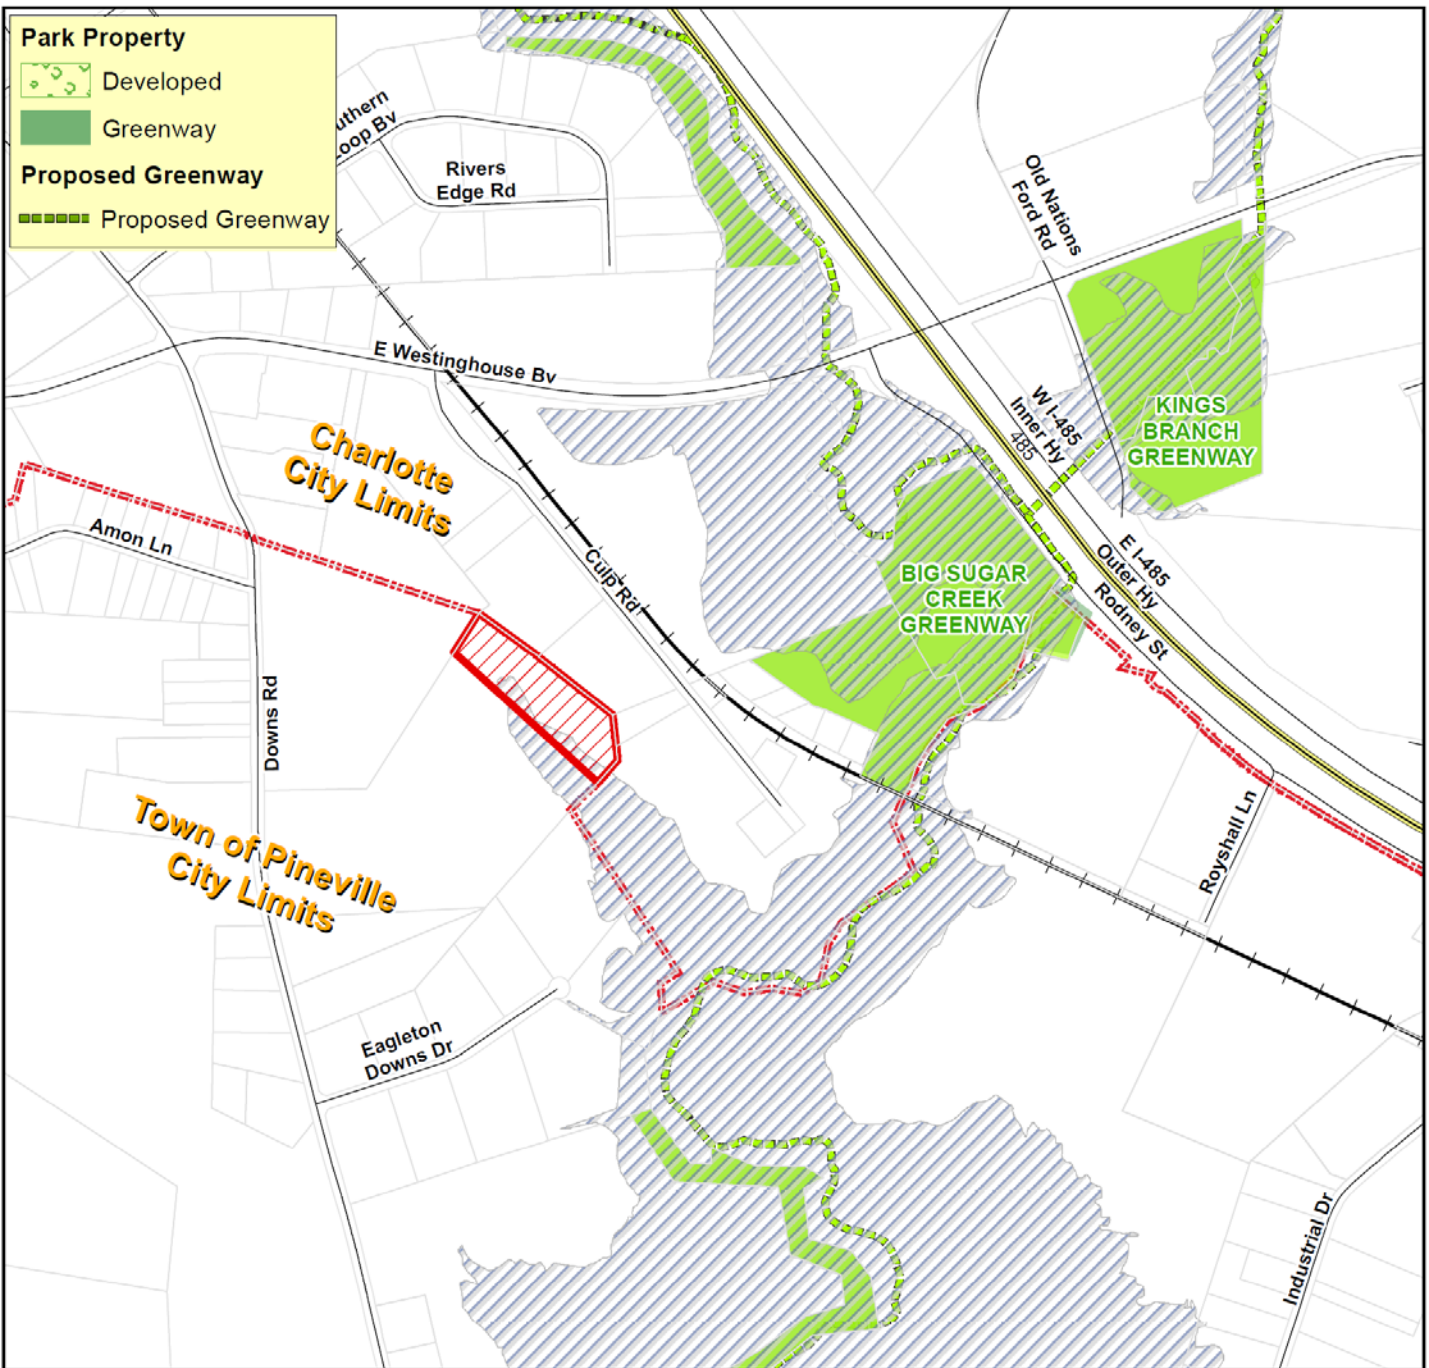 Park Property
Developed
Greenway
Proposed Greenway
Proposed Greenway
uthern
oop Bv
Rivers
Edge Rd
Old Nations
Ford Rd
E Westinghouse Bv
W I-485
Inner Hy
485
KINGS
BRANCH
GREENWAY
Charlotte
City Limits
Amon Ln
Culp Rd
E I-485
Outer Hy
BIG SUGAR
CREEK
GREENWAY
Rodney St
Downs Rd
Town of Pineville
City Limits
Royshall Ln
Eagleton
Downs Dr
Industrial Dr